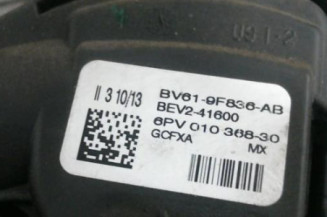 II 3 10/13
BV61-9F836-AB
BEV2-41600
6PV 010 368-30
GCFXA MX